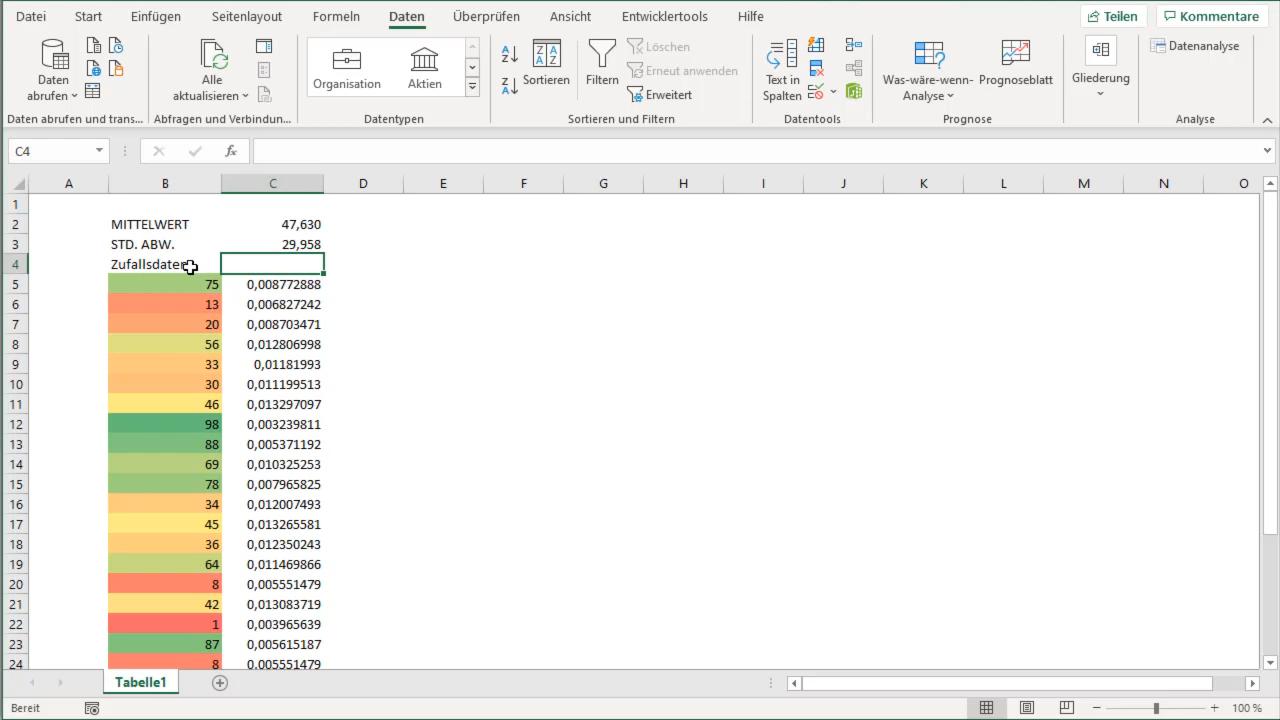 Datei Start Einfügen Seitenlayout Formeln Daten Überprüfen Ansicht Entwicklertools Hilfe Teilen Kommentare
Daten abrufen
Alle aktualisieren
Organisation
Aktien
Sortieren
Filtern
Löschen
Erneut anwenden
Erweitert
Text in Spalten
Was-wäre-wenn-Analyse
Prognoseblatt
Gliederung
Datenanalyse
Daten abrufen und trans... Abfragen und Verbindun... Datentypen Sortieren und Filtern Datentools Prognose Analyse
C4 fx
A B C D E F G H I J K L M N O
1
2 MITTELWERT 47,630
3 STD. ABW. 29,958
4 Zufallsdaten
5 75 0,008772888
6 13 0,006827242
7 20 0,008703471
8 56 0,012806998
9 33 0,01181993
10 30 0,011199513
11 46 0,013297097
12 98 0,003239811
13 88 0,005371192
14 69 0,010325253
15 78 0,007965825
16 34 0,012007493
17 45 0,013265581
18 36 0,012350243
19 64 0,011469866
20 8 0,005551479
21 42 0,013083719
22 1 0,003965639
23 87 0,005615187
24 8 0,005551479
Tabelle1
Bereit 100 %